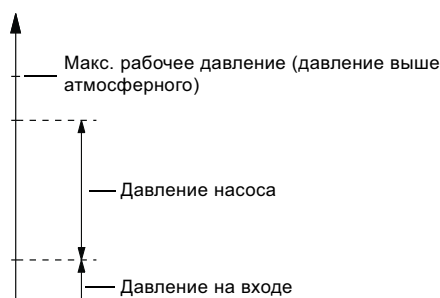 Макс. рабочее давление (давление выше
атмосферного)
Давление насоса
Давление на входе